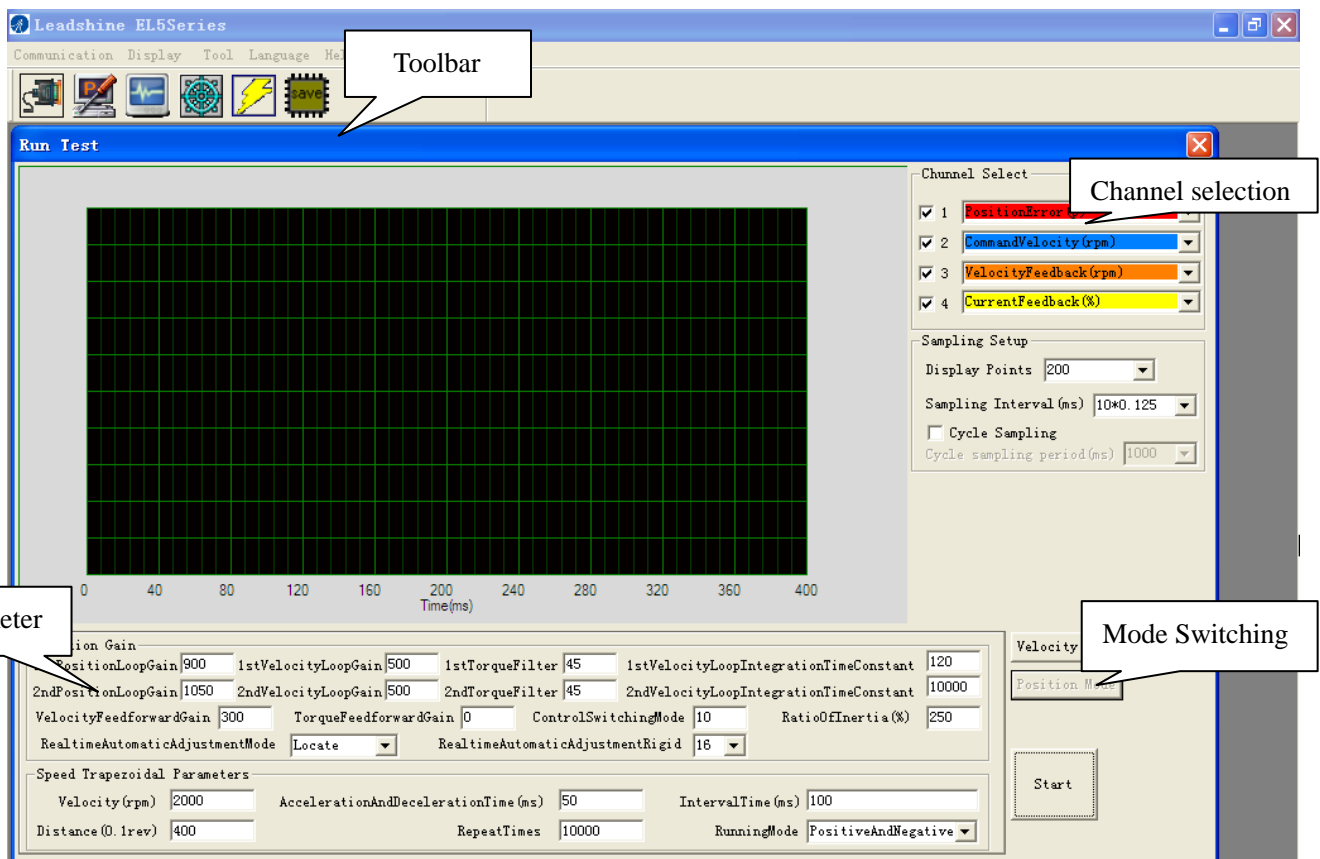 Leadshine EL5Series
Communication Display Tool Language
Toolbar
save
Run Test
Chunnel Select
Channel selection
1
2 CommandVelocity(rpm)
3 VelocityFeedback(rpm)
4 CurrentFeedback(%)
Sampling Setup
Display Points 200
Sampling Interval(ms) 10*0.125
Cycle Sampling
Cycle sampling period(ms) 1000
0 40 80 120 160 200 240 280 320 360 400
Time(ms)
eter
Mode Switching
ion Gain
PositionLoopGain 900 1stVelocityLoopGain 500 1stTorqueFilter 45 1stVelocityLoopIntegrationTimeConstant 120
2ndPositionLoopGain 1050 2ndVelocityLoopGain 500 2ndTorqueFilter 45 2ndVelocityLoopIntegrationTimeConstant 10000
VelocityFeedforwardGain 300 TorqueFeedforwardGain 0 ControlSwitchingMode 10 RatioOfInertia(%) 250
RealtimeAutomaticAdjustmentMode Locate RealtimeAutomaticAdjustmentRigid 16
Velocity
Position Mode
Speed Trapezoidal Parameters
Velocity(rpm) 2000 AccelerationAndDecelerationTime(ms) 50 IntervalTime(ms) 100
Distance(0.1rev) 400 RepeatTimes 10000 RunningMode PositiveAndNegative
Start